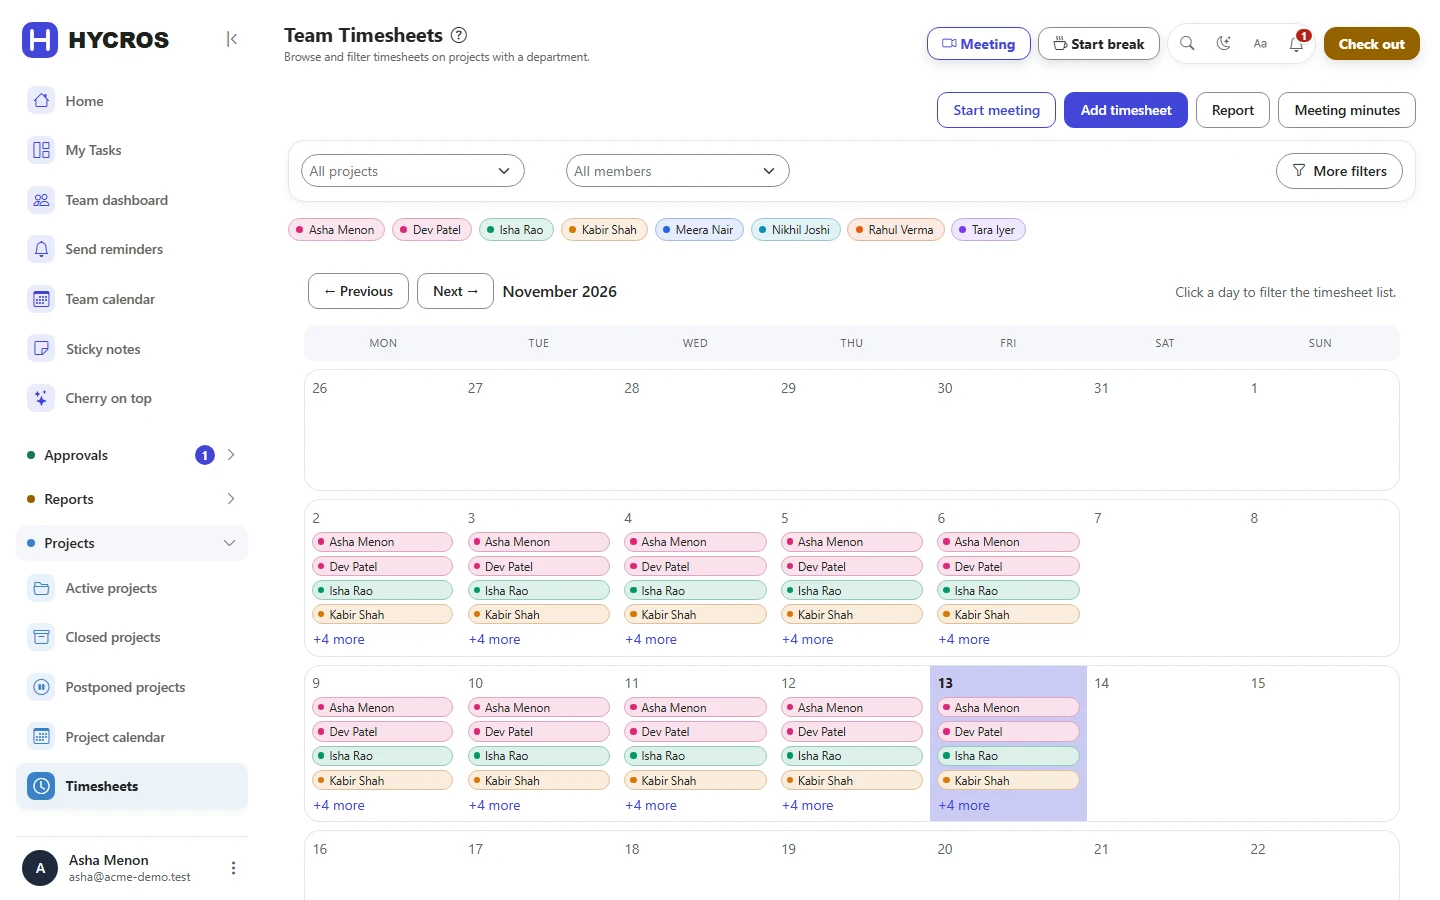 HYCROS
Team Timesheets
Browse and filter timesheets on projects with a department.
Meeting
Start break
Aa
1
Check out
Start meeting
Add timesheet
Report
Meeting minutes
All projects
All members
More filters
Asha Menon
Dev Patel
Isha Rao
Kabir Shah
Meera Nair
Nikhil Joshi
Rahul Verma
Tara Iyer
← Previous
Next →
November 2026
Click a day to filter the timesheet list.
MON TUE WED THU FRI SAT SUN
26 27 28 29 30 31 1
2 3 4 5 6 7 8
Asha Menon Asha Menon Asha Menon Asha Menon Asha Menon
Dev Patel Dev Patel Dev Patel Dev Patel Dev Patel
Isha Rao Isha Rao Isha Rao Isha Rao Isha Rao
Kabir Shah Kabir Shah Kabir Shah Kabir Shah Kabir Shah
+4 more +4 more +4 more +4 more +4 more
9 10 11 12 13 14 15
Asha Menon Asha Menon Asha Menon Asha Menon Asha Menon
Dev Patel Dev Patel Dev Patel Dev Patel Dev Patel
Isha Rao Isha Rao Isha Rao Isha Rao Isha Rao
Kabir Shah Kabir Shah Kabir Shah Kabir Shah Kabir Shah
+4 more +4 more +4 more +4 more +4 more
16 17 18 19 20 21 22
Home
My Tasks
Team dashboard
Send reminders
Team calendar
Sticky notes
Cherry on top
Approvals 1
Reports
Projects
Active projects
Closed projects
Postponed projects
Project calendar
Timesheets
A
Asha Menon
asha@acme-demo.test